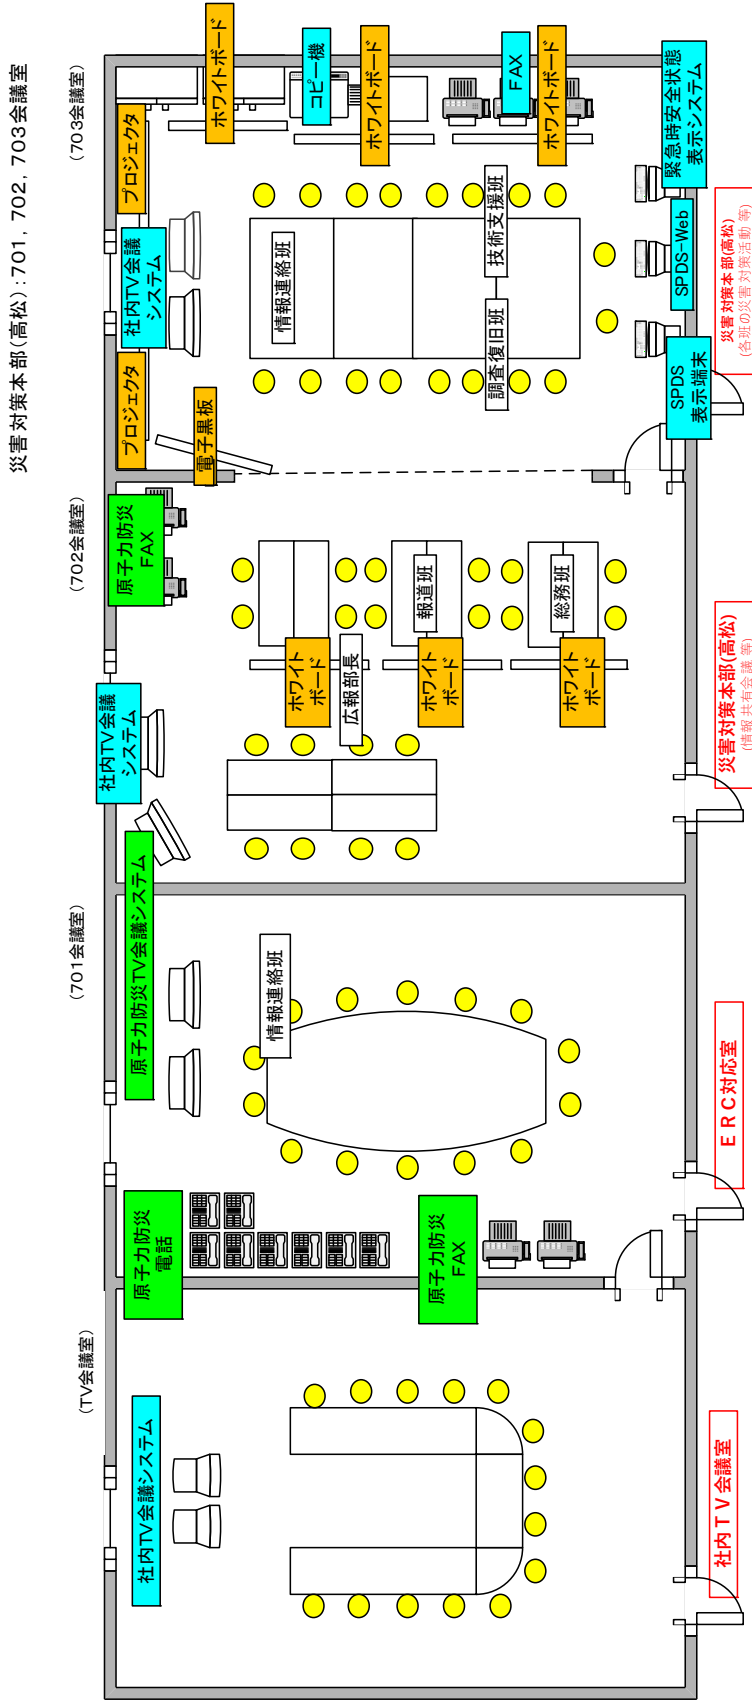 災害対策本部(高松):701, 702, 703会議室
(TV会議室)
(701会議室)
(702会議室)
(703会議室)
社内TV会議システム
原子力防災
電話
原子力防災
FAX
原子力防災TV会議システム
情報連絡班
社内TV会議
システム
原子力防災
FAX
広報部長
ホワイト
ボード
ホワイト
ボード
ホワイト
ボード
報道班
総務班
プロジェクタ
社内TV会議
システム
プロジェクタ
電子黒板
ホワイトボード
コピー機
ホワイトボード
FAX
ホワイトボード
情報連絡班
技術支援班
調査復旧班
緊急時安全状態
表示システム
SPDS-Web
SPDS
表示端末
社内TV会議室
ERC対応室
災害対策本部(高松)
(情報共有会議 等)
災害対策本部(高松)
(各班の災害対策活動 等)